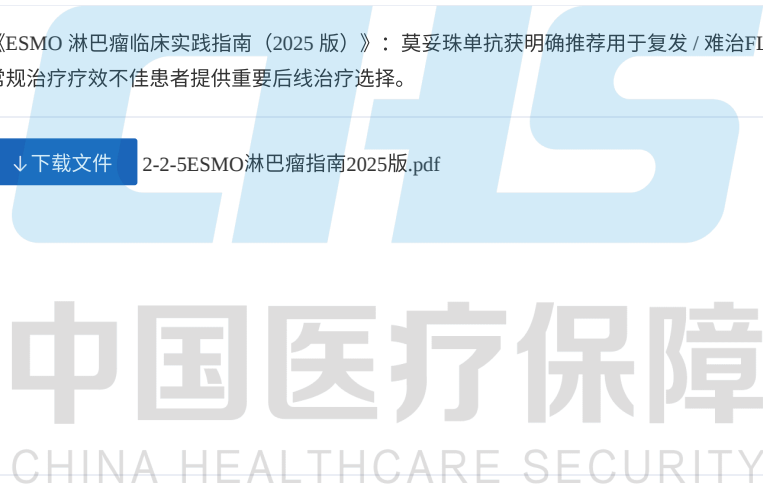 《ESMO 淋巴瘤临床实践指南（2025 版）》：莫妥珠单抗获明确推荐用于复发 / 难治FL
常规治疗疗效不佳患者提供重要后线治疗选择。
↓下载文件 2-2-5ESMO淋巴瘤指南2025版.pdf
CHS
中国医疗保障
CHINA HEALTHCARE SECURITY